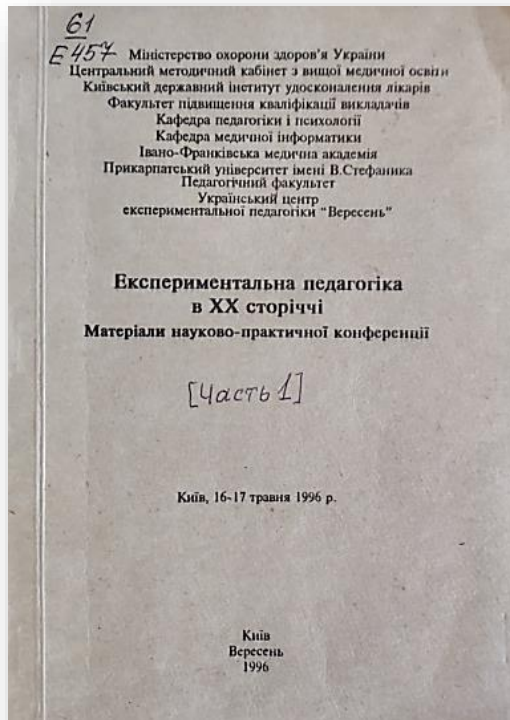 61
Е457
Міністерство охорони здоров'я України
Центральний методичний кабінет з вищої медичної освіти
Київський державний інститут удосконалення лікарів
Факультет підвищення кваліфікації викладачів
Кафедра педагогіки і психології
Кафедра медичної інформатики
Івано-Франківська медична академія
Прикарпатський університет імені В.Стефаника
Педагогічний факультет
Український центр
експериментальної педагогіки "Вересень"
Експериментальна педагогіка
в ХХ сторіччі
Матеріали науково-практичної конференції
[Часть 1]
Київ, 16-17 травня 1996 р.
Київ
Вересень
1996